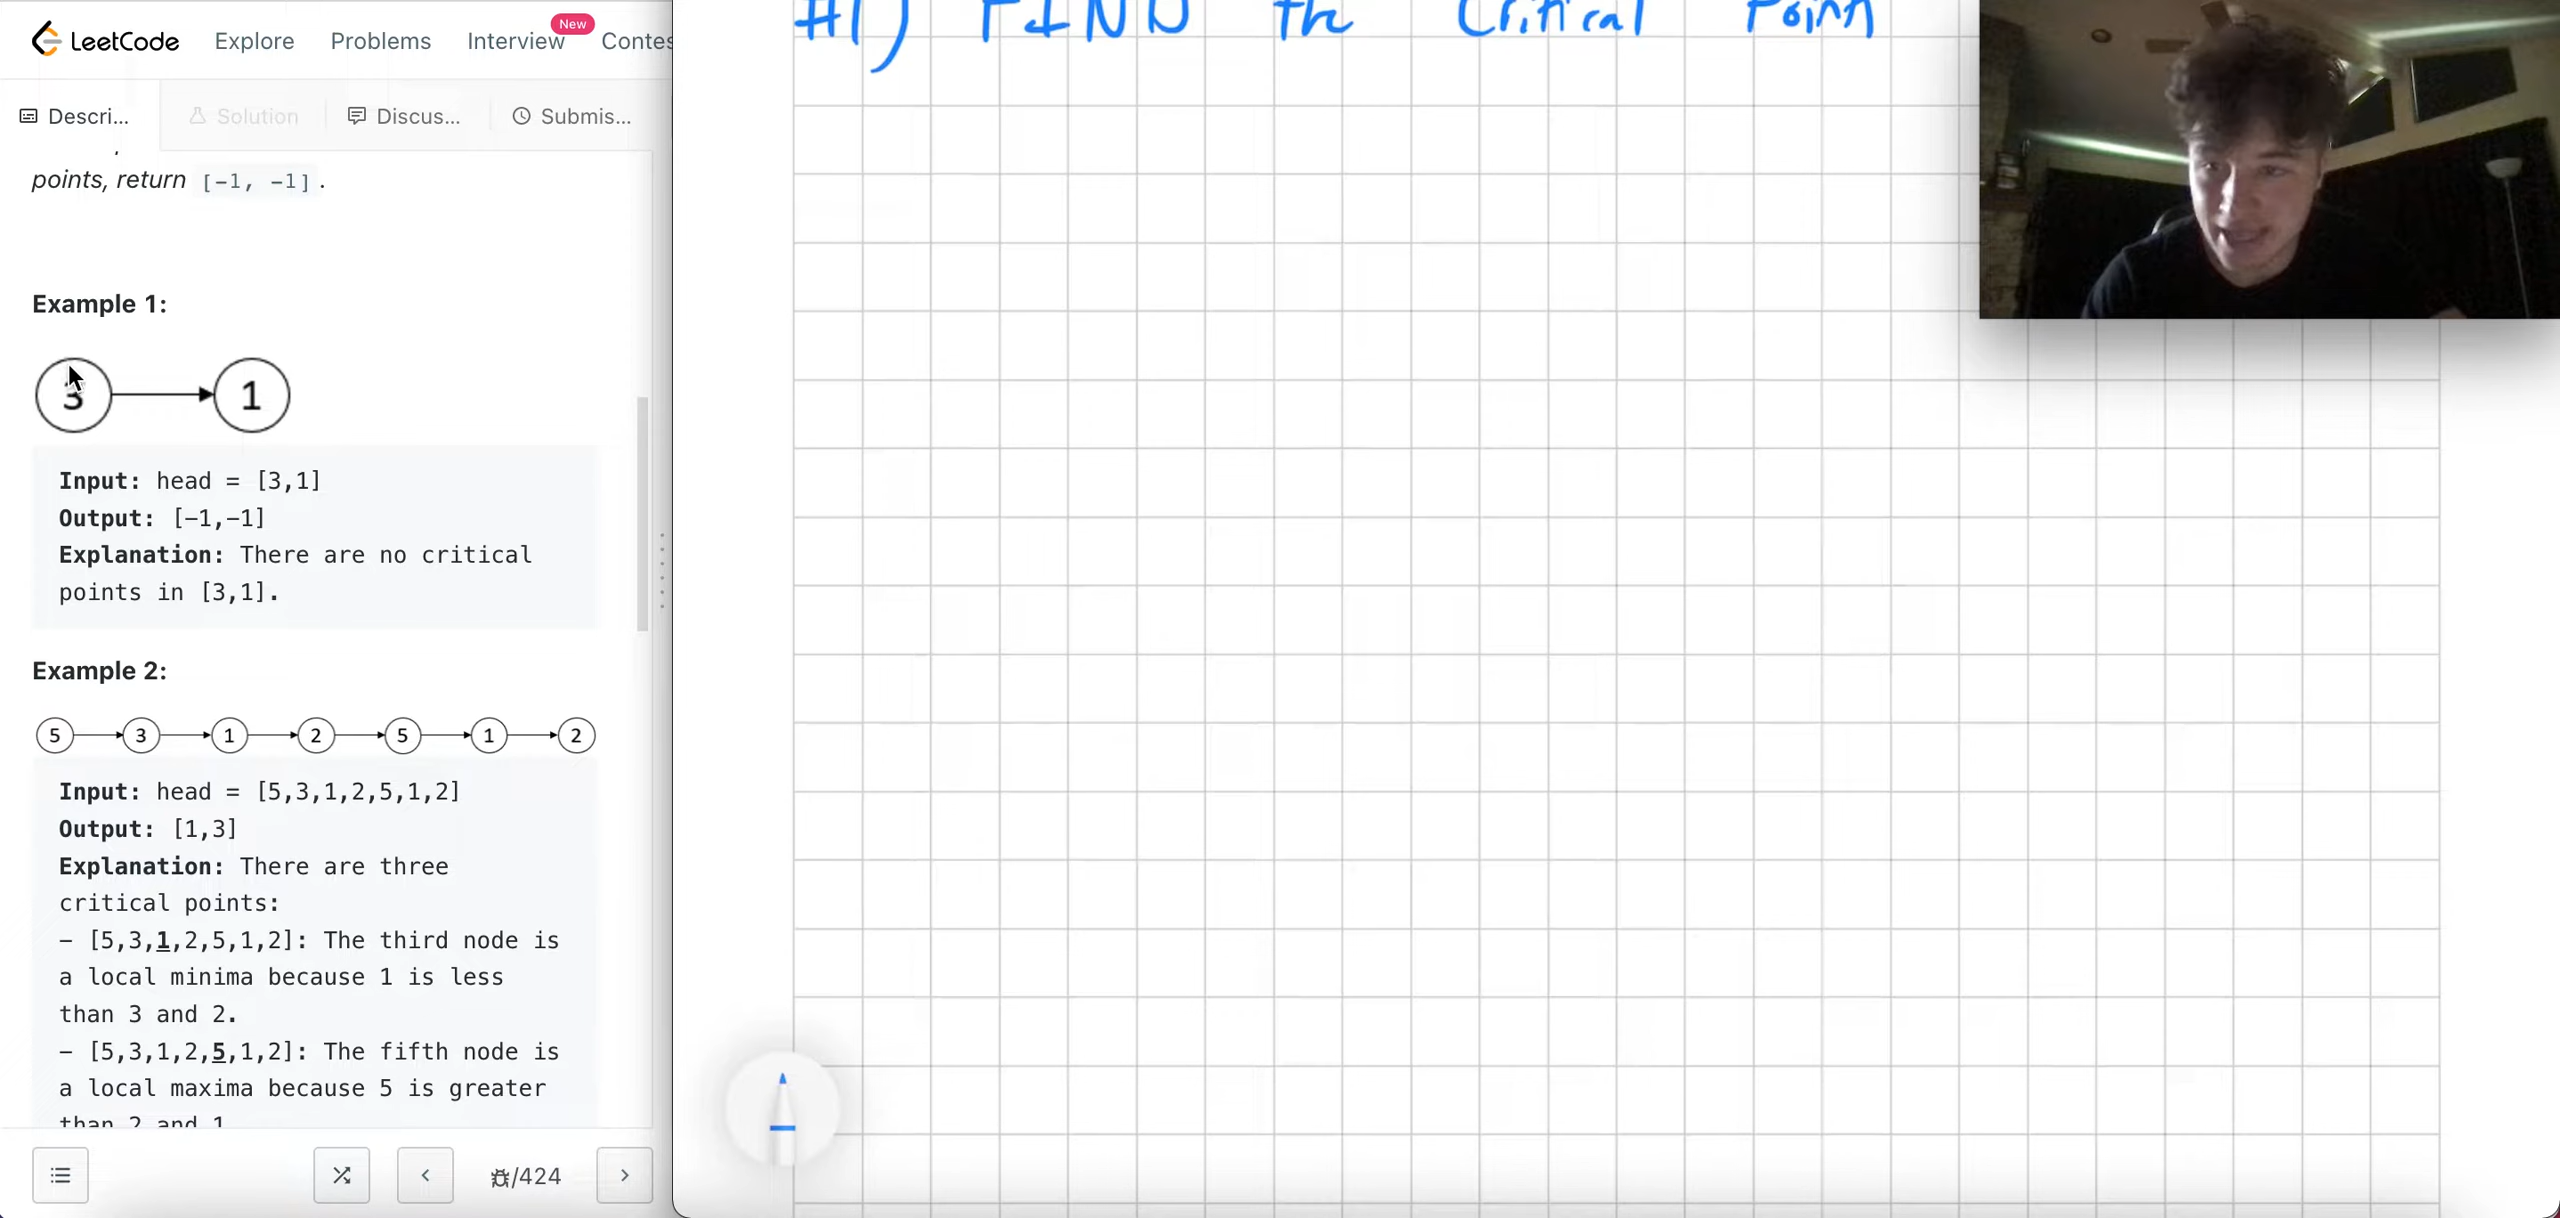 LeetCode Explore Problems Interview New Contes
Descri... Solution Discus... Submis...
points, return [-1, -1] .
Example 1:
3 1
Input: head = [3,1]
Output: [-1,-1]
Explanation: There are no critical
points in [3,1].
Example 2:
5 3 1 2 5 1 2
Input: head = [5,3,1,2,5,1,2]
Output: [1,3]
Explanation: There are three
critical points:
- [5,3,1,2,5,1,2]: The third node is
a local minima because 1 is less
than 3 and 2.
- [5,3,1,2,5,1,2]: The fifth node is
a local maxima because 5 is greater
than 2 and 1
/424
#1) FIND the Critical Point